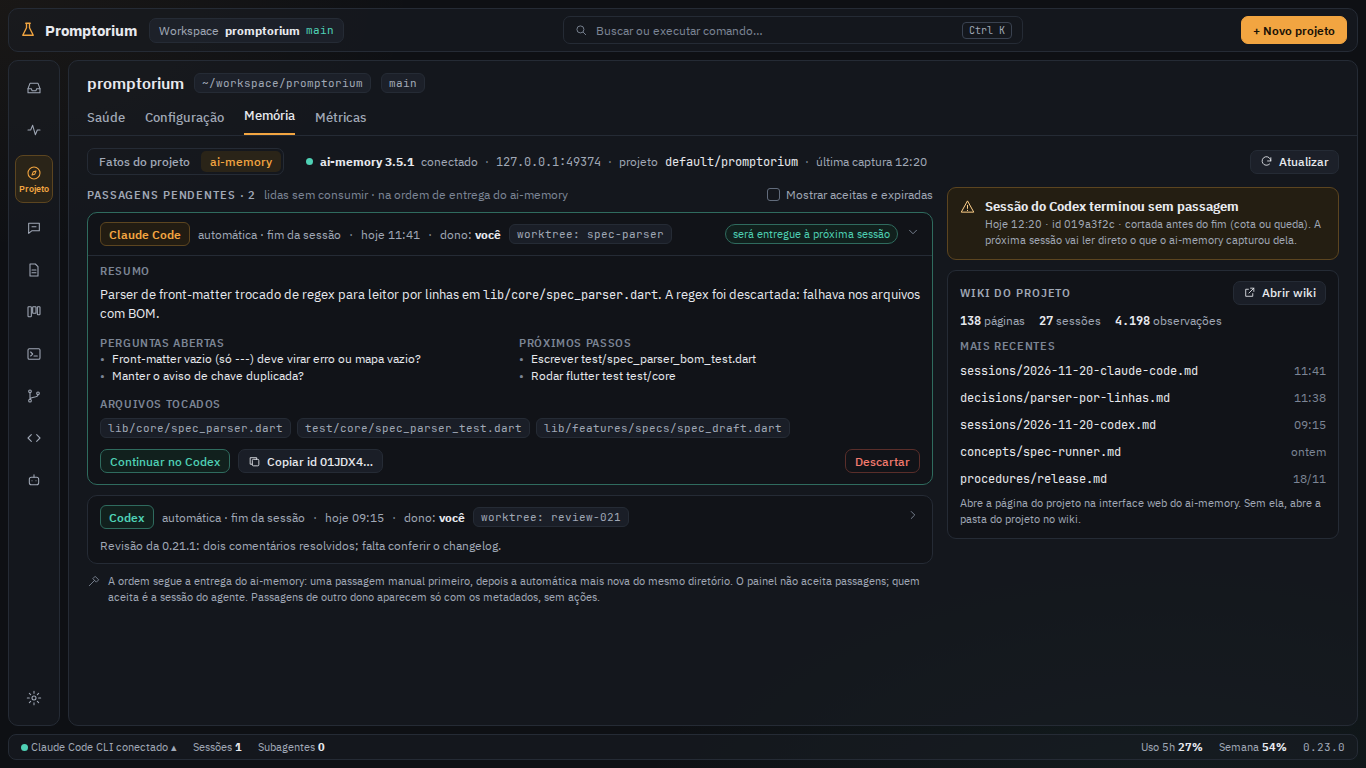 Promptorium
Workspace promptorium main
Buscar ou executar comando...
Ctrl K
+ Novo projeto
promptorium
~/workspace/promptorium
main
Saúde
Configuração
Memória
Métricas
Projeto
Fatos do projeto
ai-memory
ai-memory 3.5.1 conectado · 127.0.0.1:49374 · projeto default/promptorium · última captura 12:20
Atualizar
PASSAGENS PENDENTES · 2 lidas sem consumir · na ordem de entrega do ai-memory
Mostrar aceitas e expiradas
Claude Code automática · fim da sessão · hoje 11:41 · dono: você worktree: spec-parser
será entregue à próxima sessão
RESUMO
Parser de front-matter trocado de regex para leitor por linhas em lib/core/spec_parser.dart. A regex foi descartada: falhava nos arquivos
com BOM.
PERGUNTAS ABERTAS
• Front-matter vazio (só ---) deve virar erro ou mapa vazio?
• Manter o aviso de chave duplicada?
PRÓXIMOS PASSOS
• Escrever test/spec_parser_bom_test.dart
• Rodar flutter test test/core
ARQUIVOS TOCADOS
lib/core/spec_parser.dart
test/core/spec_parser_test.dart
lib/features/specs/spec_draft.dart
Continuar no Codex
Copiar id 01JDX4...
Descartar
Codex automática · fim da sessão · hoje 09:15 · dono: você worktree: review-021
Revisão da 0.21.1: dois comentários resolvidos; falta conferir o changelog.
A ordem segue a entrega do ai-memory: uma passagem manual primeiro, depois a automática mais nova do mesmo diretório. O painel não aceita passagens; quem
aceita é a sessão do agente. Passagens de outro dono aparecem só com os metadados, sem ações.
Sessão do Codex terminou sem passagem
Hoje 12:20 · id 019a3f2c · cortada antes do fim (cota ou queda). A
próxima sessão vai ler direto o que o ai-memory capturou dela.
WIKI DO PROJETO
Abrir wiki
138 páginas 27 sessões 4.198 observações
MAIS RECENTES
sessions/2026-11-20-claude-code.md 11:41
decisions/parser-por-linhas.md 11:38
sessions/2026-11-20-codex.md 09:15
concepts/spec-runner.md ontem
procedures/release.md 18/11
Abre a página do projeto na interface web do ai-memory. Sem ela, abre a
pasta do projeto no wiki.
Claude Code CLI conectado ▴
Sessões 1
Subagentes 0
Uso 5h 27%
Semana 54%
0.23.0